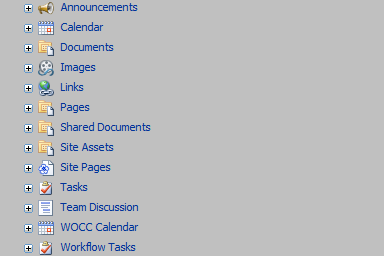 Announcements
Calendar
Documents
Images
Links
Pages
Shared Documents
Site Assets
Site Pages
Tasks
Team Discussion
WOCC Calendar
Workflow Tasks